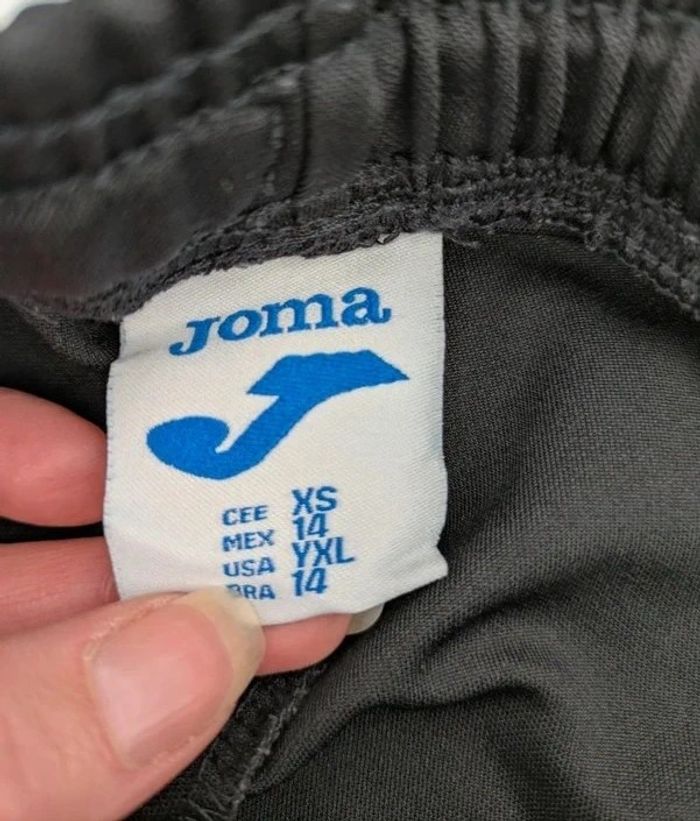 Joma
CEE XS
MEX 14
USA YXL
BRA 14